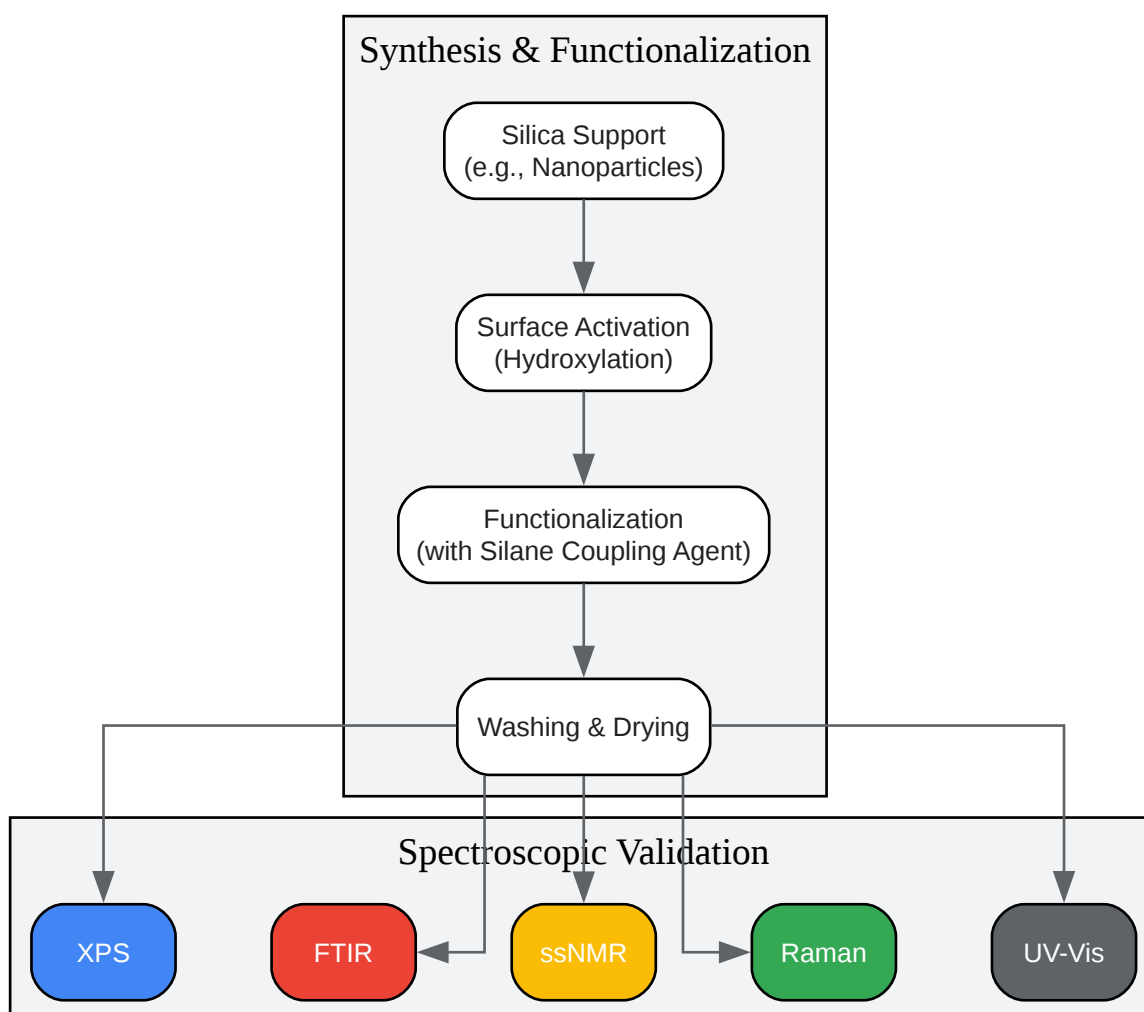 Synthesis & Functionalization
Silica Support
(e.g., Nanoparticles)
Surface Activation
(Hydroxylation)
Functionalization
(with Silane Coupling Agent)
Washing & Drying
Spectroscopic Validation
XPS
FTIR
ssNMR
Raman
UV-Vis